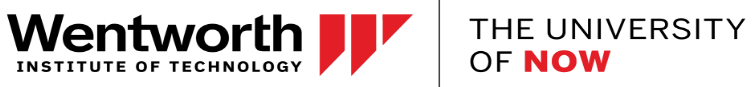 Wentworth
INSTITUTE OF TECHNOLOGY
THE UNIVERSITY
OF NOW